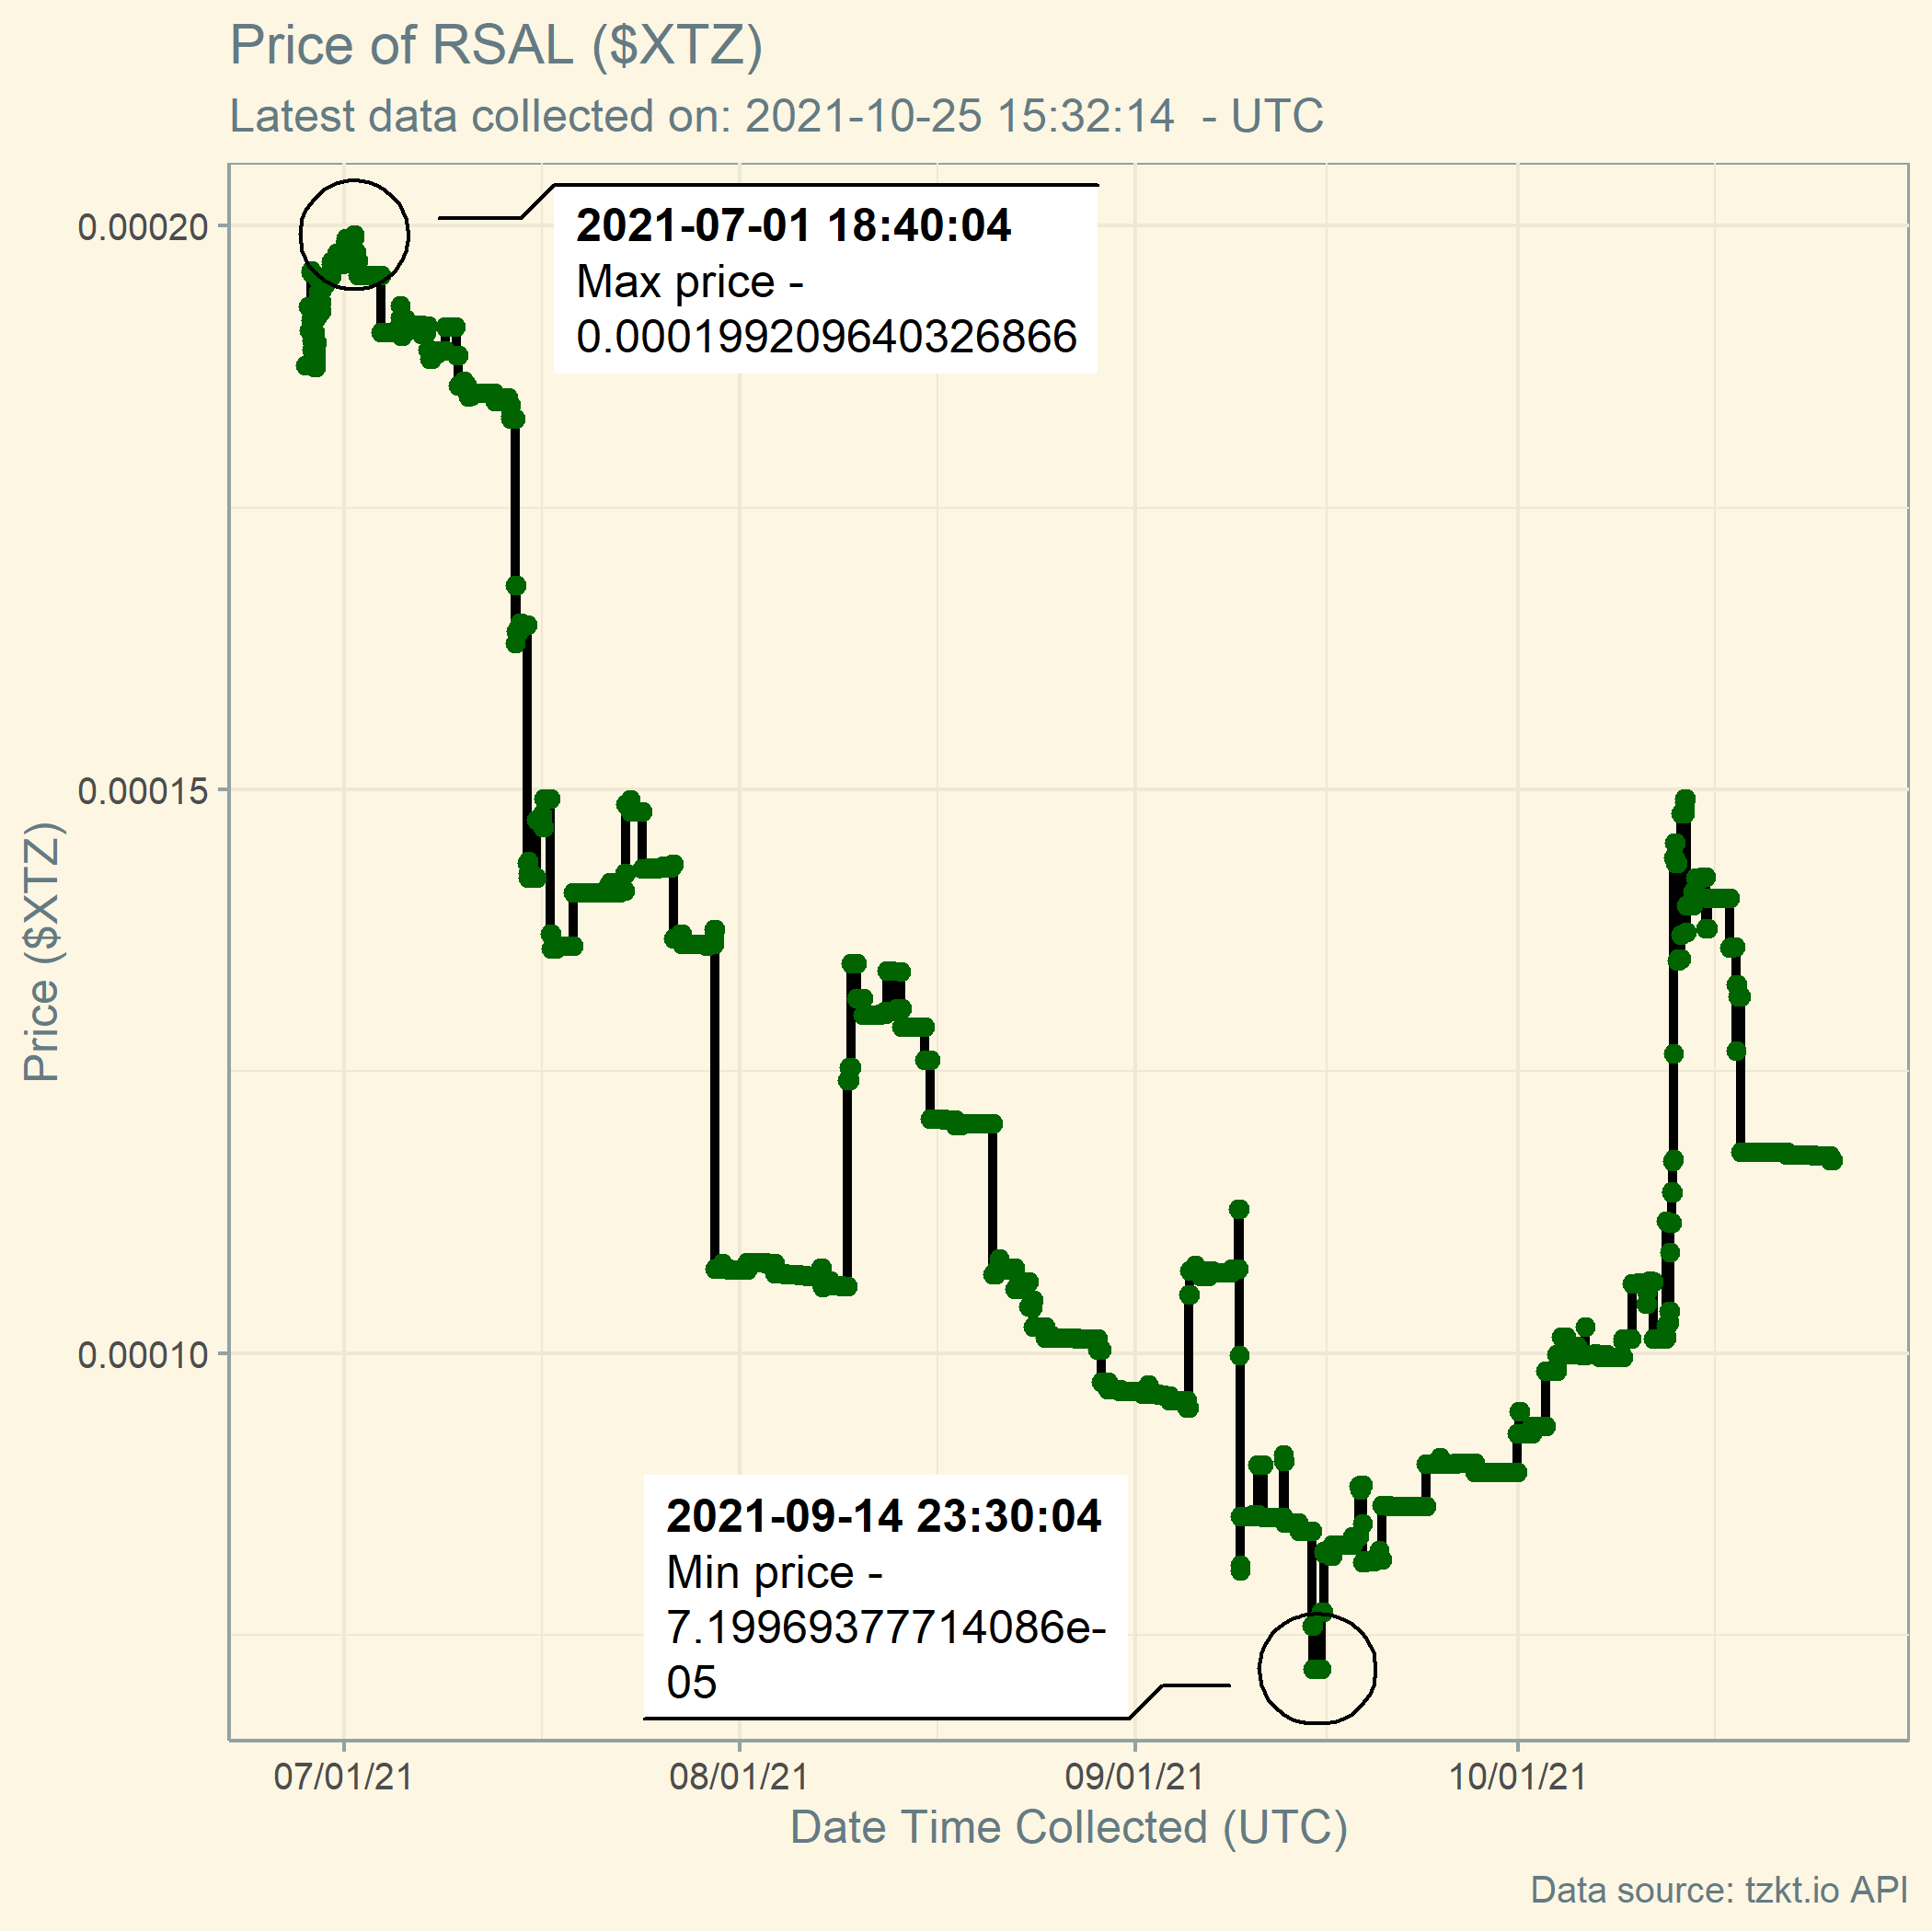 Price of RSAL ($XTZ)
Latest data collected on: 2021-10-25 15:32:14  - UTC
0.00020
0.00015
0.00010
Price ($XTZ)
2021-07-01 18:40:04
Max price -
0.000199209640326866
2021-09-14 23:30:04
Min price -
7.19969377714086e-
05
07/01/21
08/01/21
09/01/21
10/01/21
Date Time Collected (UTC)
Data source: tzkt.io API